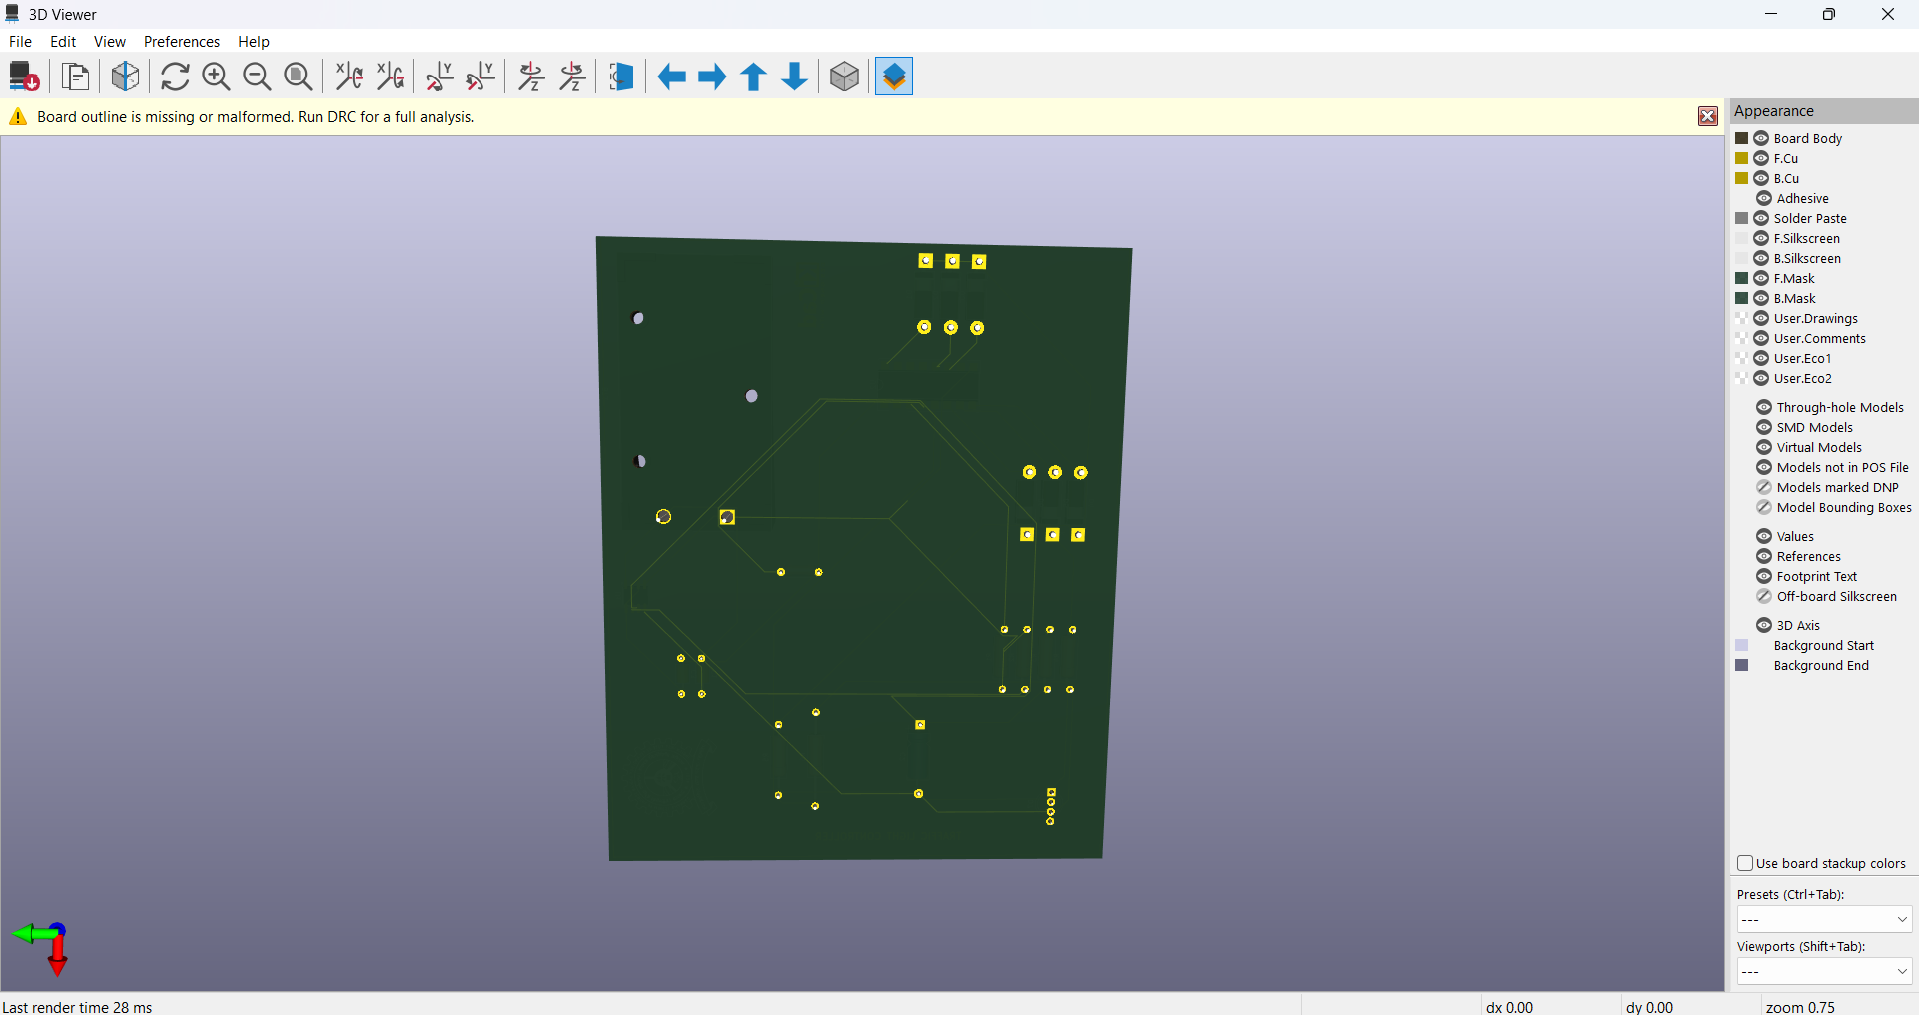 3D Viewer
File Edit View Preferences Help
Board outline is missing or malformed. Run DRC for a full analysis.
Appearance
Board Body
F.Cu
B.Cu
Adhesive
Solder Paste
F.Silkscreen
B.Silkscreen
F.Mask
B.Mask
User.Drawings
User.Comments
User.Eco1
User.Eco2
Through-hole Models
SMD Models
Virtual Models
Models not in POS File
Models marked DNP
Model Bounding Boxes
Values
References
Footprint Text
Off-board Silkscreen
3D Axis
Background Start
Background End
Use board stackup colors
Presets (Ctrl+Tab):
---
Viewports (Shift+Tab):
---
Last render time 28 ms
dx 0.00
dy 0.00
zoom 0.75